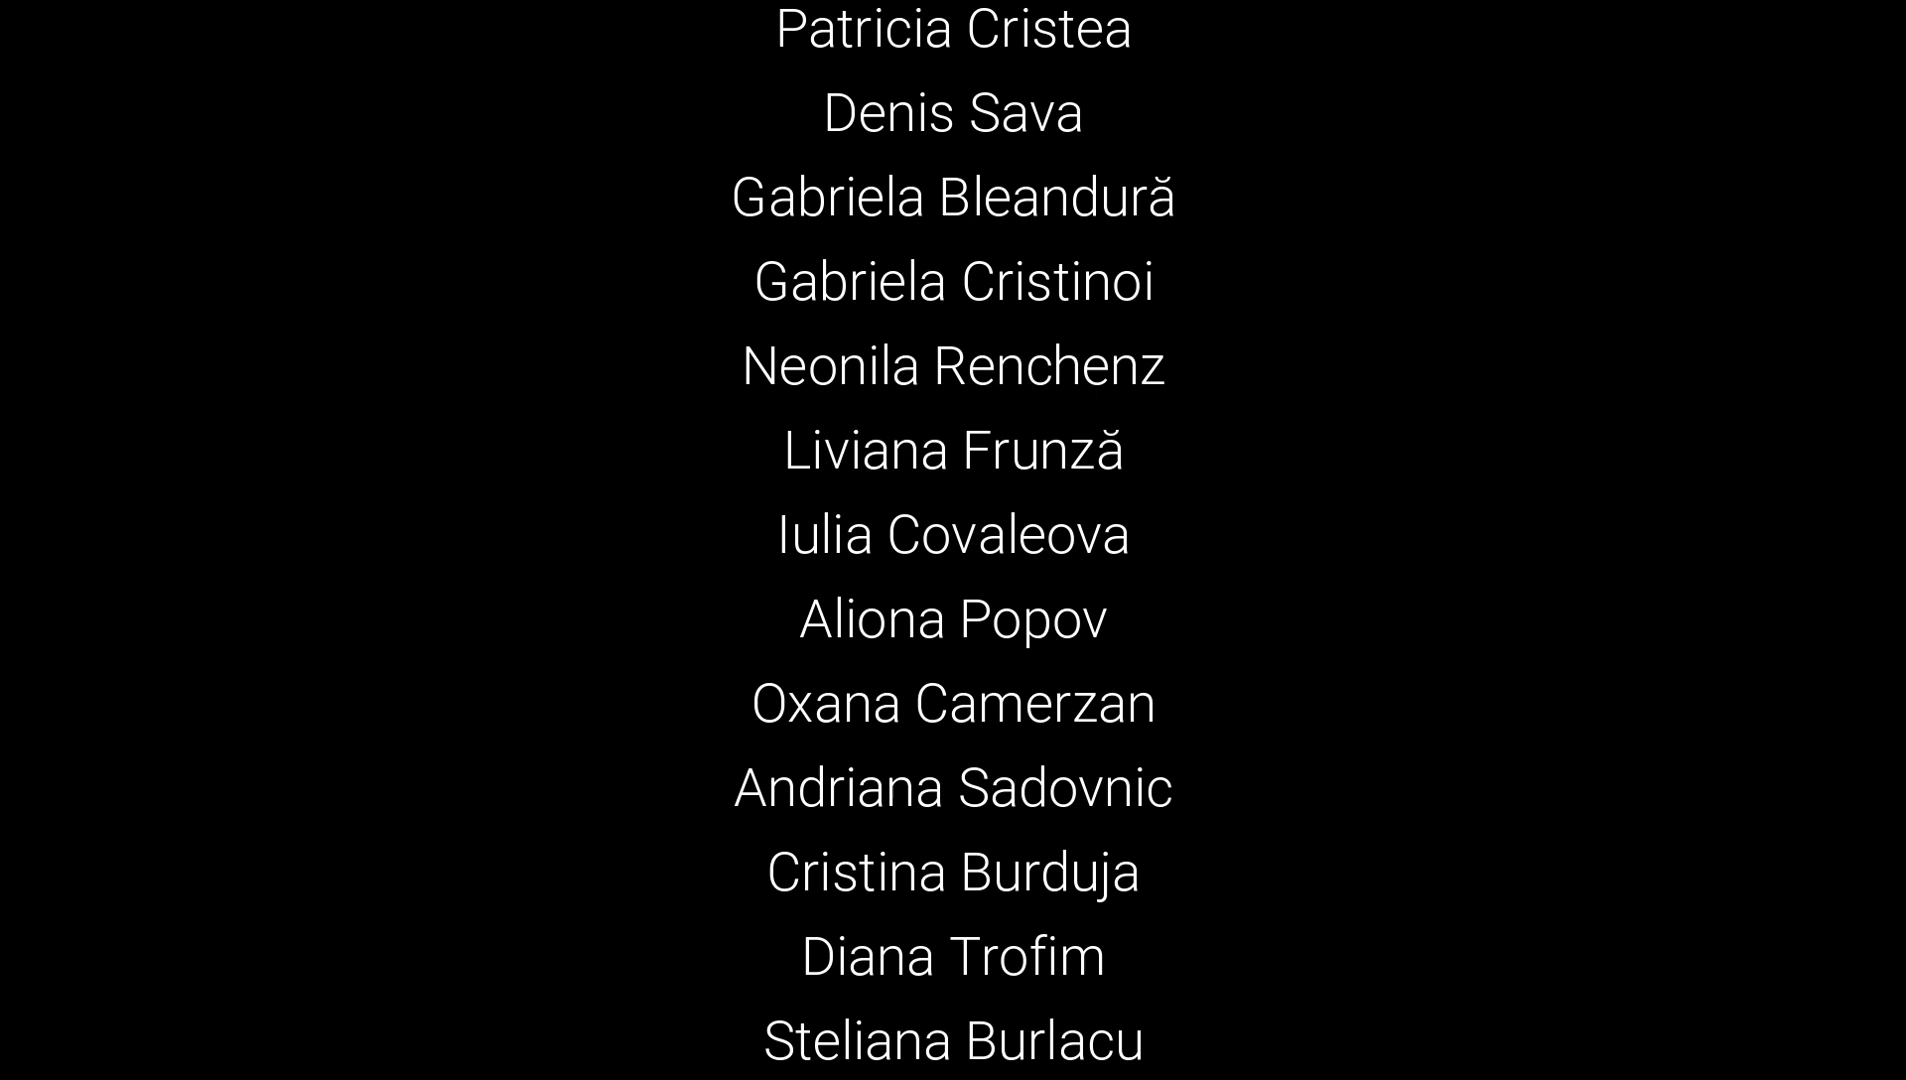 Patricia Cristea
Denis Sava
Gabriela Bleandură
Gabriela Cristinoi
Neonila Renchenz
Liviana Frunză
Iulia Covaleova
Aliona Popov
Oxana Camerzan
Andriana Sadovnic
Cristina Burduja
Diana Trofim
Steliana Burlacu